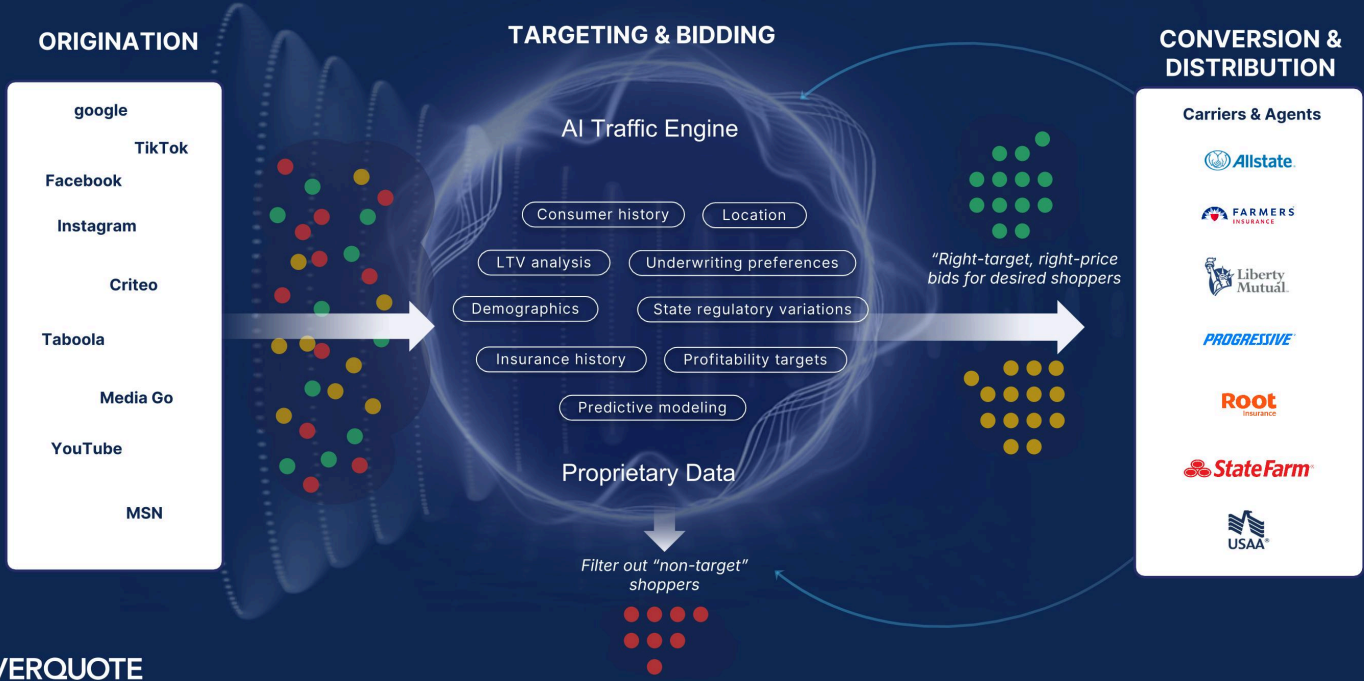 ORIGINATION
google
TikTok
Facebook
Instagram
Criteo
Taboola
Media Go
YouTube
MSN
TARGETING & BIDDING
AI Traffic Engine
Consumer history
Location
LTV analysis
Underwriting preferences
Demographics
State regulatory variations
Insurance history
Profitability targets
Predictive modeling
Proprietary Data
Filter out “non-target”
shoppers
“Right-target, right-price
bids for desired shoppers
CONVERSION &
DISTRIBUTION
Carriers & Agents
Allstate
FARMERS
INSURANCE
Liberty
Mutual
PROGRESSIVE
Root
Insurance
StateFarm
USAA®
VERQUOTE